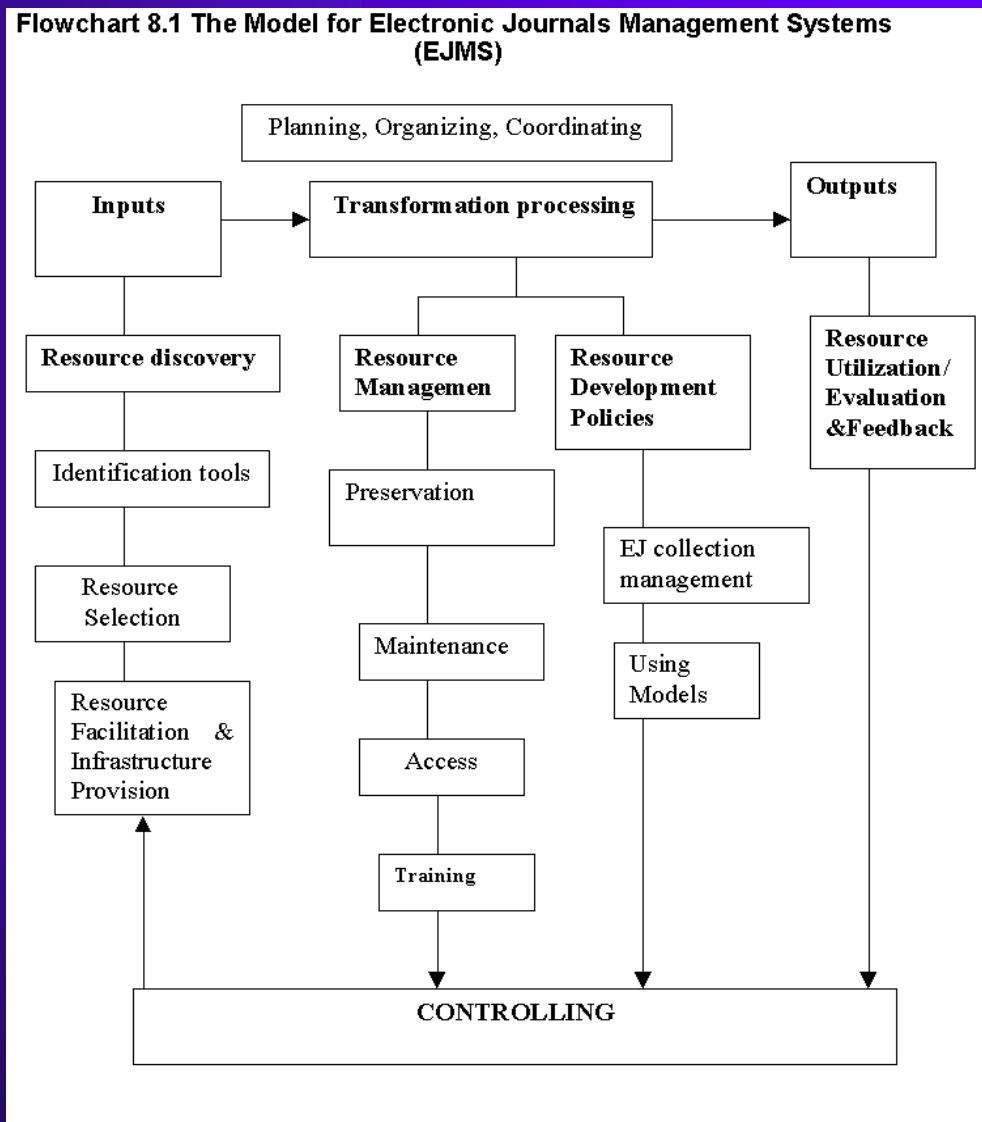 Flowchart 8.1 The Model for Electronic Journals Management Systems
(EJMS)
Planning, Organizing, Coordinating
Inputs
Transformation processing
Outputs
Resource discovery
Resource
Managemen
Resource
Development
Policies
Resource
Utilization/
Evaluation
&Feedback
Identification tools
Preservation
EJ collection
management
Resource
Selection
Maintenance
Using
Models
Resource
Facilitation &
Infrastructure
Provision
Access
Training
CONTROLLING